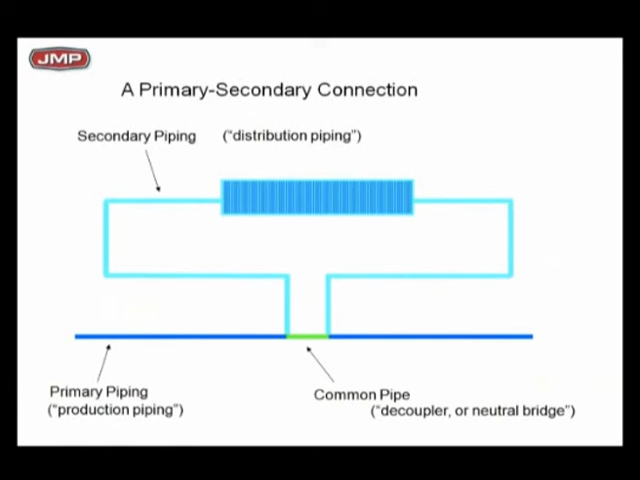 JMP
A Primary-Secondary Connection
Secondary Piping ("distribution piping")
Primary Piping
("production piping")
Common Pipe
("decoupler, or neutral bridge")